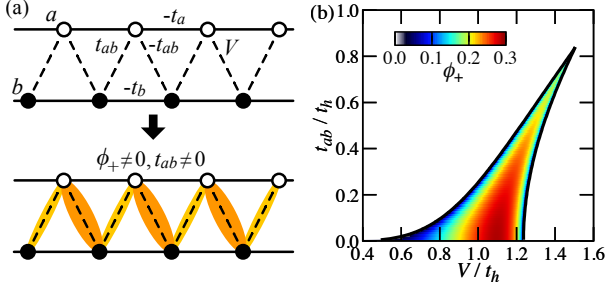 (a)
a
-t_a
t_ab
-t_ab
V
b
-t_b
ϕ_+≠0, t_ab≠0
(b)
1.0
0.8
0.6
0.4
0.2
0.0
t_ab / t_h
0.0 0.1 0.2 0.3
ϕ_+
0.4 0.6 0.8 1.0 1.2 1.4 1.6
V / t_h